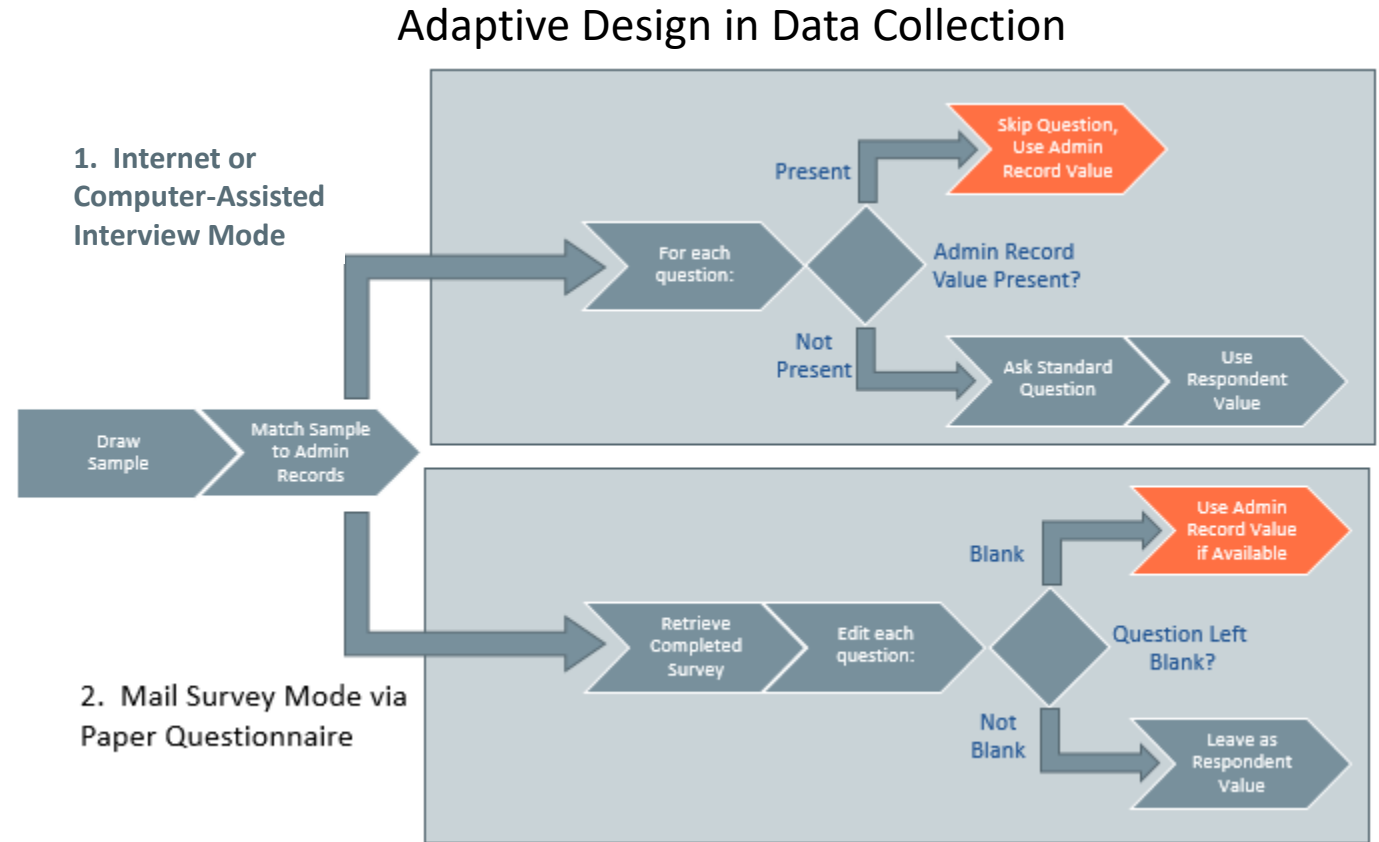 Adaptive Design in Data Collection
1. Internet or
Computer-Assisted
Interview Mode
Draw
Sample
Match Sample
to Admin
Records
For each
question:
Present
Skip Question,
Use Admin
Record Value
Admin Record
Value Present?
Not
Present
Ask Standard
Question
Use
Respondent
Value
2. Mail Survey Mode via
Paper Questionnaire
Retrieve
Completed
Survey
Edit each
question:
Blank
Use Admin
Record Value
if Available
Question Left
Blank?
Not
Blank
Leave as
Respondent
Value